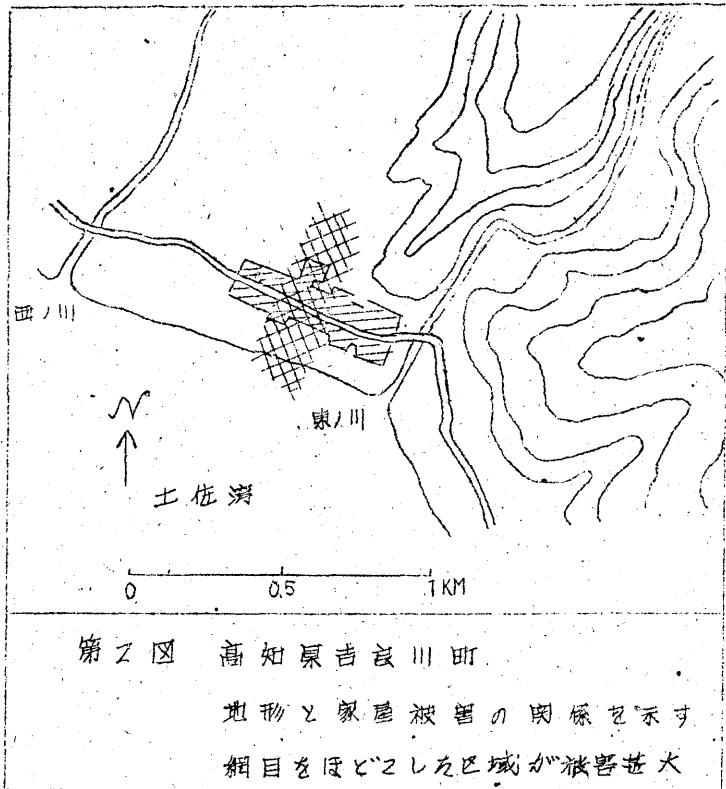 西ノ川
東ノ川
N
土佐湾
0 0.5 1KM
第2図 高知県吉良川町
地形と家屋被害の関係を示す
網目をほどこした区域が被害甚大